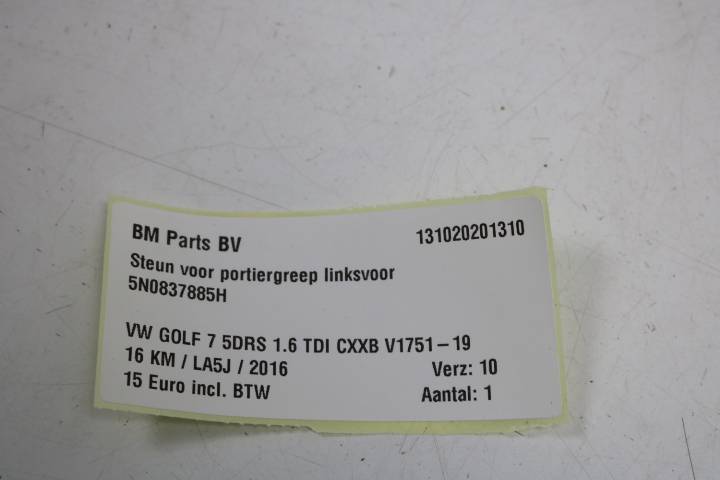 BM Parts BV 131020201310
Steun voor portiergreep linksvoor
5N0837885H
VW GOLF 7 5DRS 1.6 TDI CXXB V1751-19
16 KM / LA5J / 2016 Verz: 10
15 Euro incl. BTW Aantal: 1